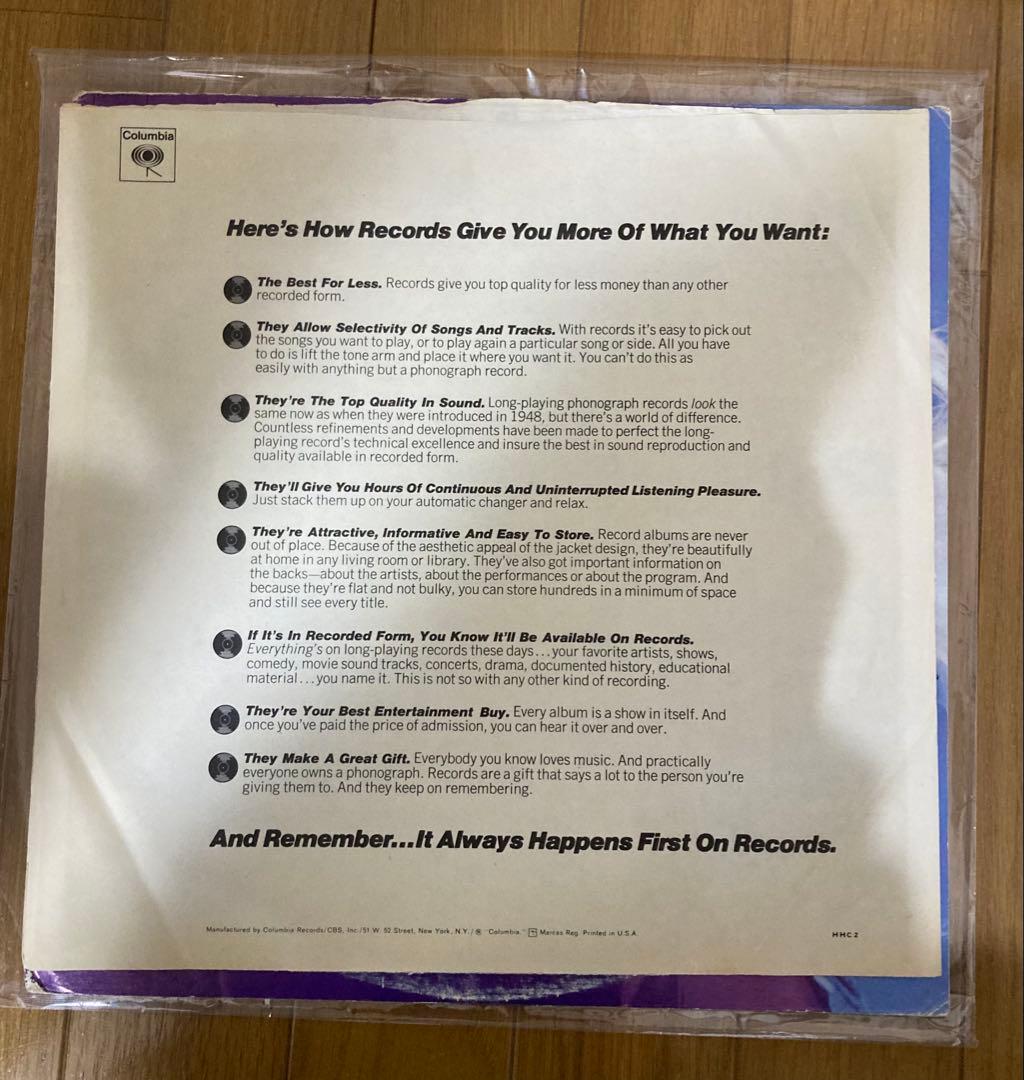 Columbia
Here's How Records Give You More Of What You Want:
The Best For Less. Records give you top quality for less money than any other
recorded form.
They Allow Selectivity Of Songs And Tracks. With records it's easy to pick out
the songs you want to play, or to play again a particular song or side. All you have
to do is lift the tone arm and place it where you want it. You can't do this as
easily with anything but a phonograph record.
They're The Top Quality In Sound. Long-playing phonograph records look the
same now as when they were introduced in 1948, but there's a world of difference.
Countless refinements and developments have been made to perfect the long-
playing record's technical excellence and insure the best in sound reproduction and
quality available in recorded form.
They'll Give You Hours Of Continuous And Uninterrupted Listening Pleasure.
Just stack them up on your automatic changer and relax.
They're Attractive, Informative And Easy To Store. Record albums are never
out of place. Because of the aesthetic appeal of the jacket design, they're beautifully
at home in any living room or library. They've also got important information on
the backs—about the artists, about the performances or about the program. And
because they're flat and not bulky, you can store hundreds in a minimum of space
and still see every title.
If It's In Recorded Form, You Know It'll Be Available On Records.
Everything's on long-playing records these days...your favorite artists, shows,
comedy, movie sound tracks, concerts, drama, documented history, educational
material...you name it. This is not so with any other kind of recording.
They're Your Best Entertainment Buy. Every album is a show in itself. And
once you've paid the price of admission, you can hear it over and over.
They Make A Great Gift. Everybody you know loves music. And practically
everyone owns a phonograph. Records are a gift that says a lot to the person you're
giving them to. And they keep on remembering.
And Remember...It Always Happens First On Records.
Manufactured by Columbia Records/CBS, Inc./51 W. 52 Street, New York, N.Y./® "Columbia," Marcas Reg. Printed in U.S.A.
HHC 2